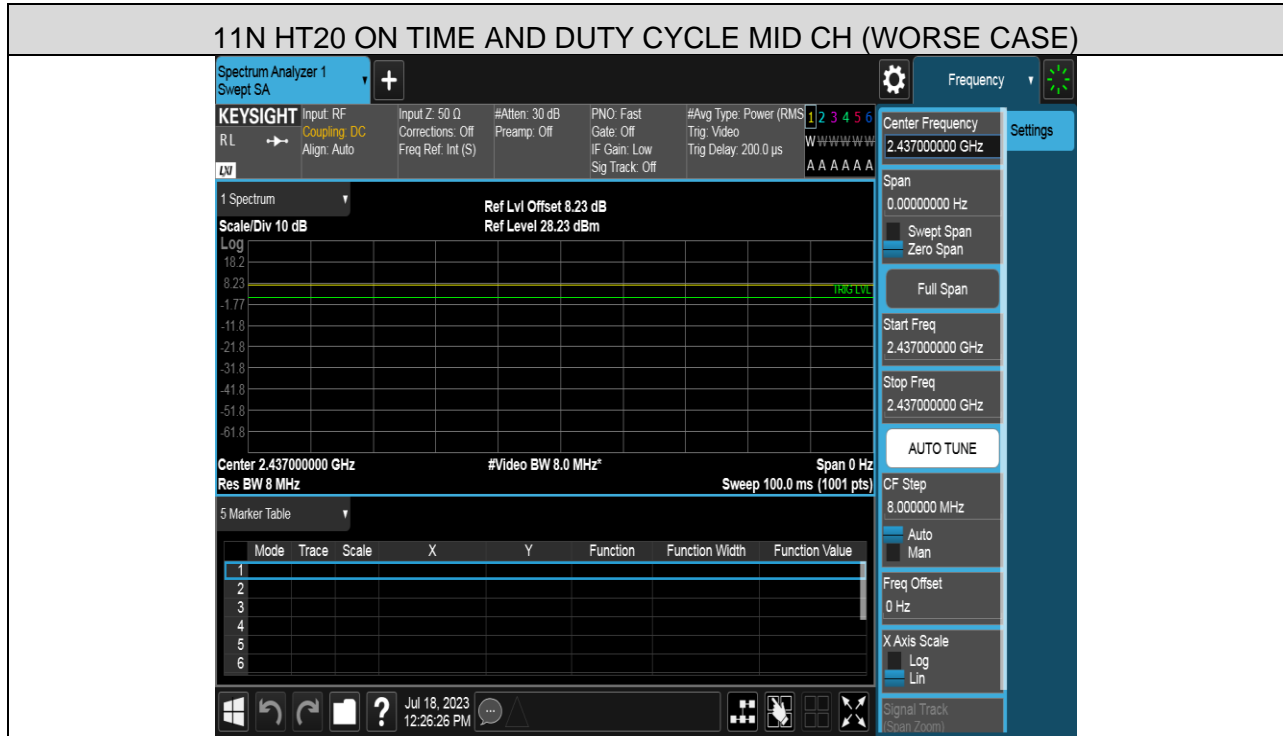 11N HT20 ON TIME AND DUTY CYCLE MID CH (WORSE CASE)
Spectrum Analyzer 1
Swept SA
+
Frequency
KEYSIGHT
RL
LXI
Input: RF
Coupling: DC
Align: Auto
Input Z: 50 Ω
Corrections: Off
Freq Ref: Int (S)
#Atten: 30 dB
Preamp: Off
PNO: Fast
Gate: Off
IF Gain: Low
Sig Track: Off
#Avg Type: Power (RMS
Trig: Video
Trig Delay: 200.0 µs
1 2 3 4 5 6
W W W W W W
A A A A A A
Center Frequency
2.437000000 GHz
Settings
Span
0.00000000 Hz
Swept Span
Zero Span
Full Span
Start Freq
2.437000000 GHz
Stop Freq
2.437000000 GHz
AUTO TUNE
CF Step
8.000000 MHz
Auto
Man
Freq Offset
0 Hz
X Axis Scale
Log
Lin
Signal Track
(Span Zoom)
1 Spectrum
Scale/Div 10 dB
Ref Lvl Offset 8.23 dB
Ref Level 28.23 dBm
Log
18.2
8.23
-1.77
-11.8
-21.8
-31.8
-41.8
-51.8
-61.8
TRIG LVL
Center 2.437000000 GHz
Res BW 8 MHz
#Video BW 8.0 MHz*
Span 0 Hz
Sweep 100.0 ms (1001 pts)
5 Marker Table
Mode Trace Scale X Y Function Function Width Function Value
1
2
3
4
5
6
?
Jul 18, 2023
12:26:26 PM